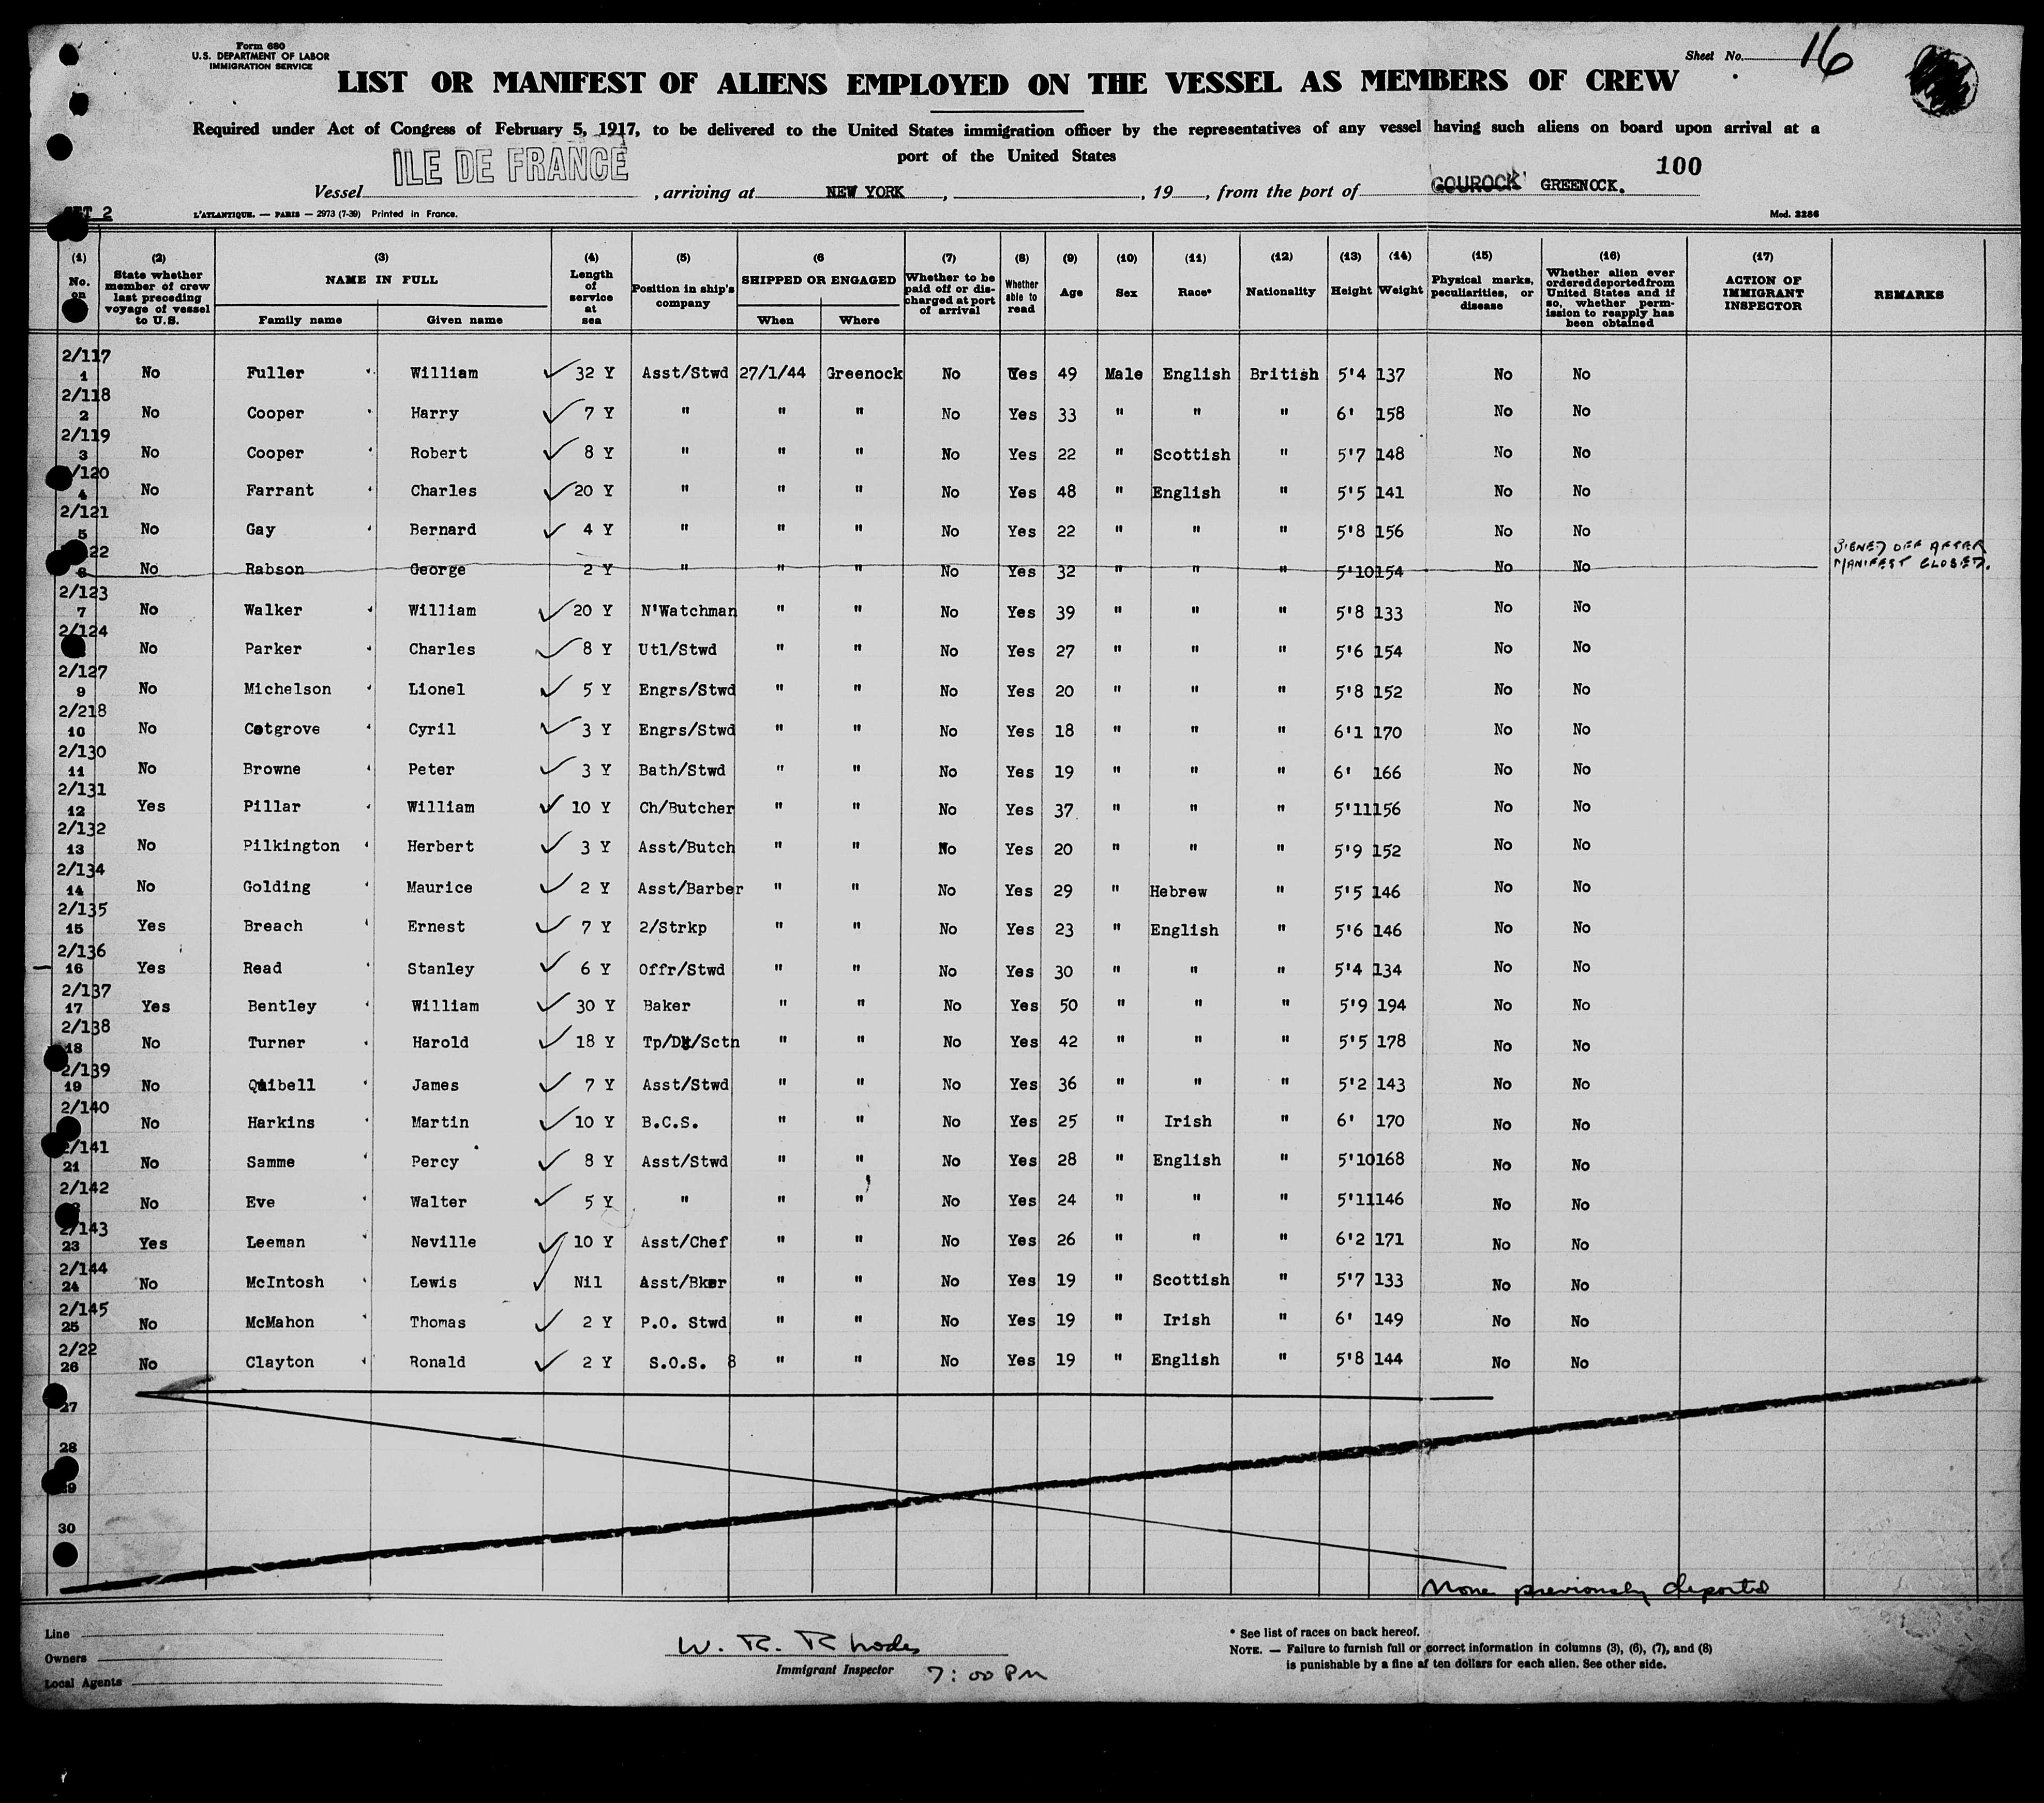 Form 680
U.S. DEPARTMENT OF LABOR
IMMIGRATION SERVICE
Sheet No. 16
LIST OR MANIFEST OF ALIENS EMPLOYED ON THE VESSEL AS MEMBERS OF CREW
Required under Act of Congress of February 5, 1917, to be delivered to the United States immigration officer by the representatives of any vessel having such aliens on board upon arrival at a
port of the United States
100
Vessel ILE DE FRANCE, arriving at NEW YORK, , 19 , from the port of GOUROCK GREENOCK.
2
L'ATLANTIQUE. — PARIS — 2973 (7-39) Printed in France.
Mod. 2286
(1) No. on
(2) State whether member of crew last preceding voyage of vessel to U.S.
(3) NAME IN FULL Family name Given name
(4) Length of service at sea
(5) Position in ship's company
(6 SHIPPED OR ENGAGED When Where
(7) Whether to be paid off or discharged at port of arrival
(8) Whether able to read
(9) Age
(10) Sex
(11) Race*
(12) Nationality
(13) Height
(14) Weight
(15) Physical marks, peculiarities, or disease
(16) Whether alien ever ordered deported from United States and if so, whether permission to reapply has been obtained
(17) ACTION OF IMMIGRANT INSPECTOR
REMARKS
2/117
1 No Fuller William 32 Y Asst/Stwd 27/1/44 Greenock No Yes 49 Male English British 5'4 137 No No
2/118
2 No Cooper Harry 7 Y " " " No Yes 33 " " " 6' 158 No No
2/119
3 No Cooper Robert 8 Y " " " No Yes 22 " Scottish " 5'7 148 No No
/120
4 No Farrant Charles 20 Y " " " No Yes 48 " English " 5'5 141 No No
2/121
5 No Gay Bernard 4 Y " " " No Yes 22 " " " 5'8 156 No No
22
6 No Rabson George 2 Y " " " No Yes 32 " " " 5'10 154 No No SIGNED OFF AFTER MANIFEST CLOSED.
2/123
7 No Walker William 20 Y N'Watchman " " No Yes 39 " " " 5'8 133 No No
2/124
No Parker Charles 8 Y Utl/Stwd " " No Yes 27 " " " 5'6 154 No No
2/127
9 No Michelson Lionel 5 Y Engrs/Stwd " " No Yes 20 " " " 5'8 152 No No
2/218
10 No Cotgrove Cyril 3 Y Engrs/Stwd " " No Yes 18 " " " 6'1 170 No No
2/130
11 No Browne Peter 3 Y Bath/Stwd " " No Yes 19 " " " 6' 166 No No
2/131
12 Yes Pillar William 10 Y Ch/Butcher " " No Yes 37 " " " 5'11 156 No No
2/132
13 No Pilkington Herbert 3 Y Asst/Butch " " No Yes 20 " " " 5'9 152 No No
2/134
14 No Golding Maurice 2 Y Asst/Barber " " No Yes 29 " Hebrew " 5'5 146 No No
2/135
15 Yes Breach Ernest 7 Y 2/Strkp " " No Yes 23 " English " 5'6 146 No No
2/136
16 Yes Read Stanley 6 Y Offr/Stwd " " No Yes 30 " " " 5'4 134 No No
2/137
17 Yes Bentley William 30 Y Baker " " No Yes 50 " " " 5'9 194 No No
2/138
18 No Turner Harold 18 Y " " No Yes 42 " " " 5'5 178 No No
2/139
19 No Quibell James 7 Y Asst/Stwd " " No Yes 36 " " " 5'2 143 No No
2/140
No Harkins Martin 10 Y B.C.S. " " No Yes 25 " Irish " 6' 170 No No
2/141
21 No Samme Percy 8 Y Asst/Stwd " " No Yes 28 " English " 5'10 168 No No
2/142
No Eve Walter 5 Y " " " No Yes 24 " " " 5'11 146 No No
2/143
23 Yes Leeman Neville 10 Y Asst/Chef " " No Yes 26 " " " 6'2 171 No No
2/144
24 No McIntosh Lewis Nil Asst/Bker " " No Yes 19 " Scottish " 5'7 133 No No
2/145
25 No McMahon Thomas 2 Y P.O. Stwd " " No Yes 19 " Irish " 6' 149 No No
2/22
26 No Clayton Ronald 2 Y S.O.S. 8 " " No Yes 19 " English " 5'8 144 No No
27
28
29
30
None previously deported
Line
Owners
Local Agents
W. R. Rhodes
Immigrant Inspector 7:00 PM
* See list of races on back hereof.
NOTE. — Failure to furnish full or correct information in columns (3), (6), (7), and (8)
is punishable by a fine of ten dollars for each alien. See other side.